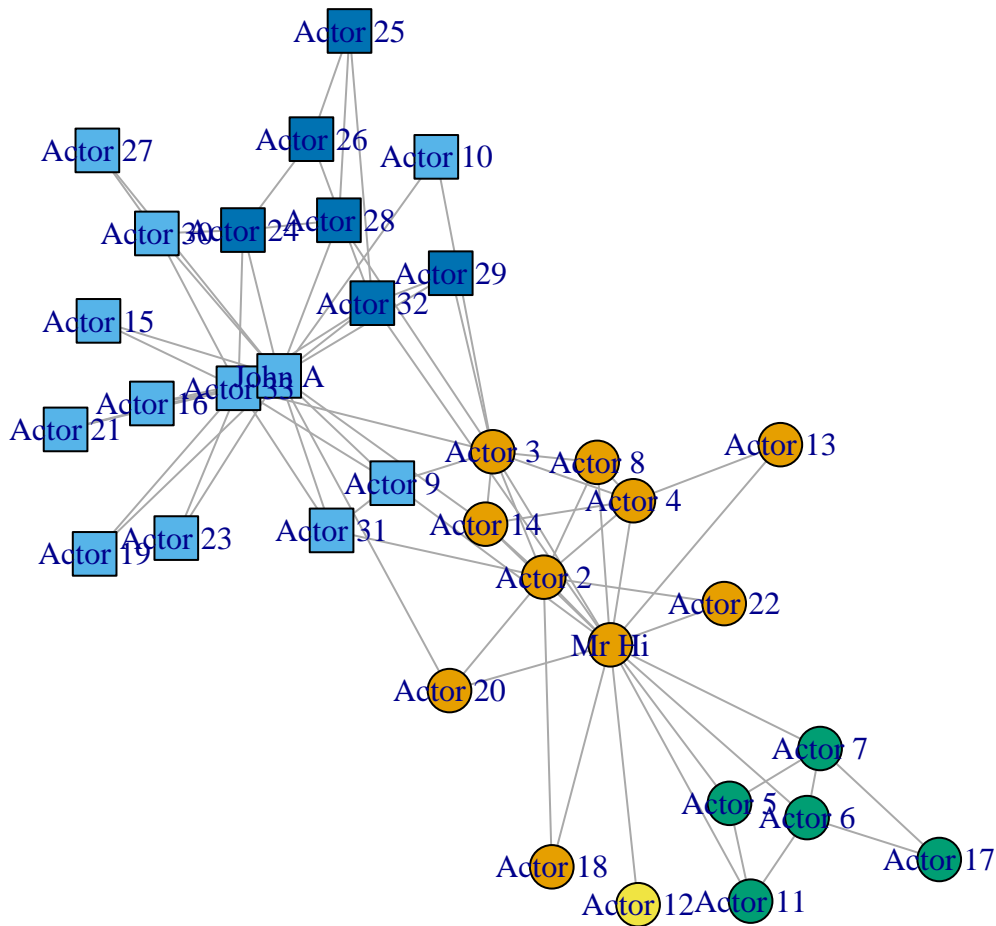 Actor 25
Actor 26
Actor 27
Actor 10
Actor 28
Actor 24
Actor 30
Actor 29
Actor 32
Actor 15
John A
Actor 33
Actor 16
Actor 21
Actor 3
Actor 8
Actor 13
Actor 9
Actor 4
Actor 14
Actor 31
Actor 23
Actor 19
Actor 2
Actor 22
Mr Hi
Actor 20
Actor 7
Actor 5
Actor 6
Actor 17
Actor 18
Actor 12
Actor 11